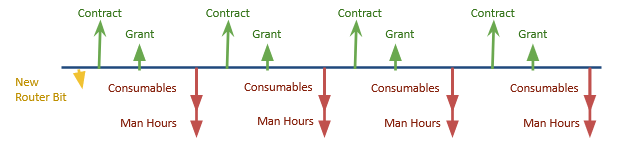 Contract
Contract
Contract
Contract
Grant
Grant
Grant
Grant
New
Router Bit
Consumables
Consumables
Consumables
Consumables
Man Hours
Man Hours
Man Hours
Man Hours